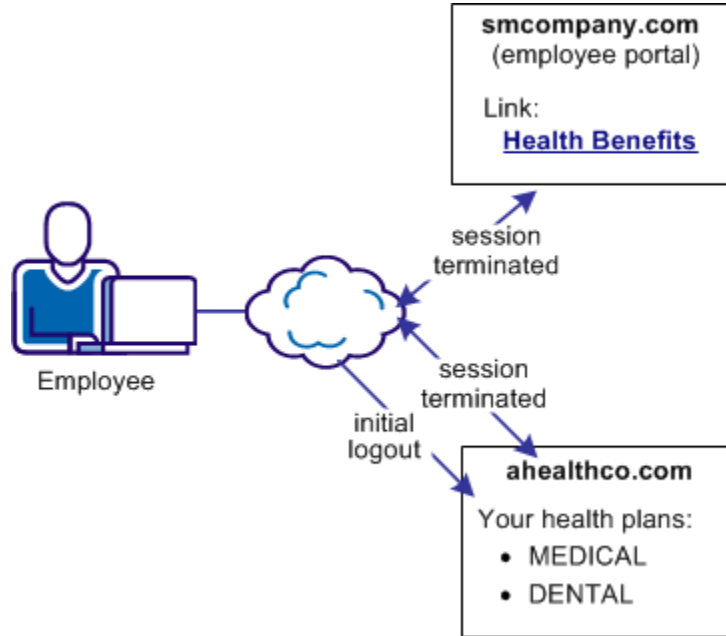 smcompany.com
(employee portal)
Link:
Health Benefits
session
terminated
Employee
session
terminated
initial
logout
ahealthco.com
Your health plans:
• MEDICAL
• DENTAL